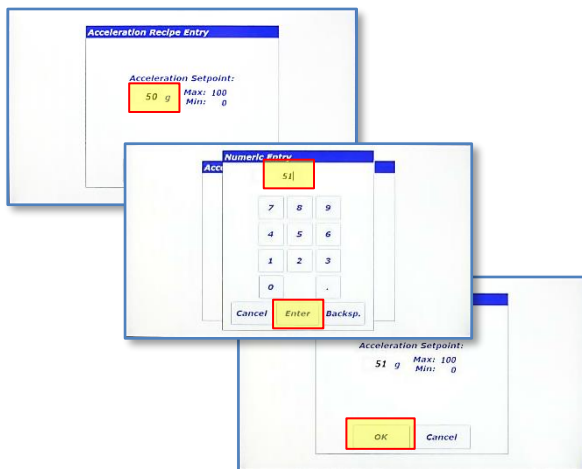 Acceleration Recipe Entry
Acceleration Setpoint:
50 g Max: 100
Min: 0
Numeric Entry
Acc
51
7 8 9
4 5 6
1 2 3
0 .
Cancel Enter Backsp.
Acceleration Setpoint:
51 g Max: 100
Min: 0
OK Cancel